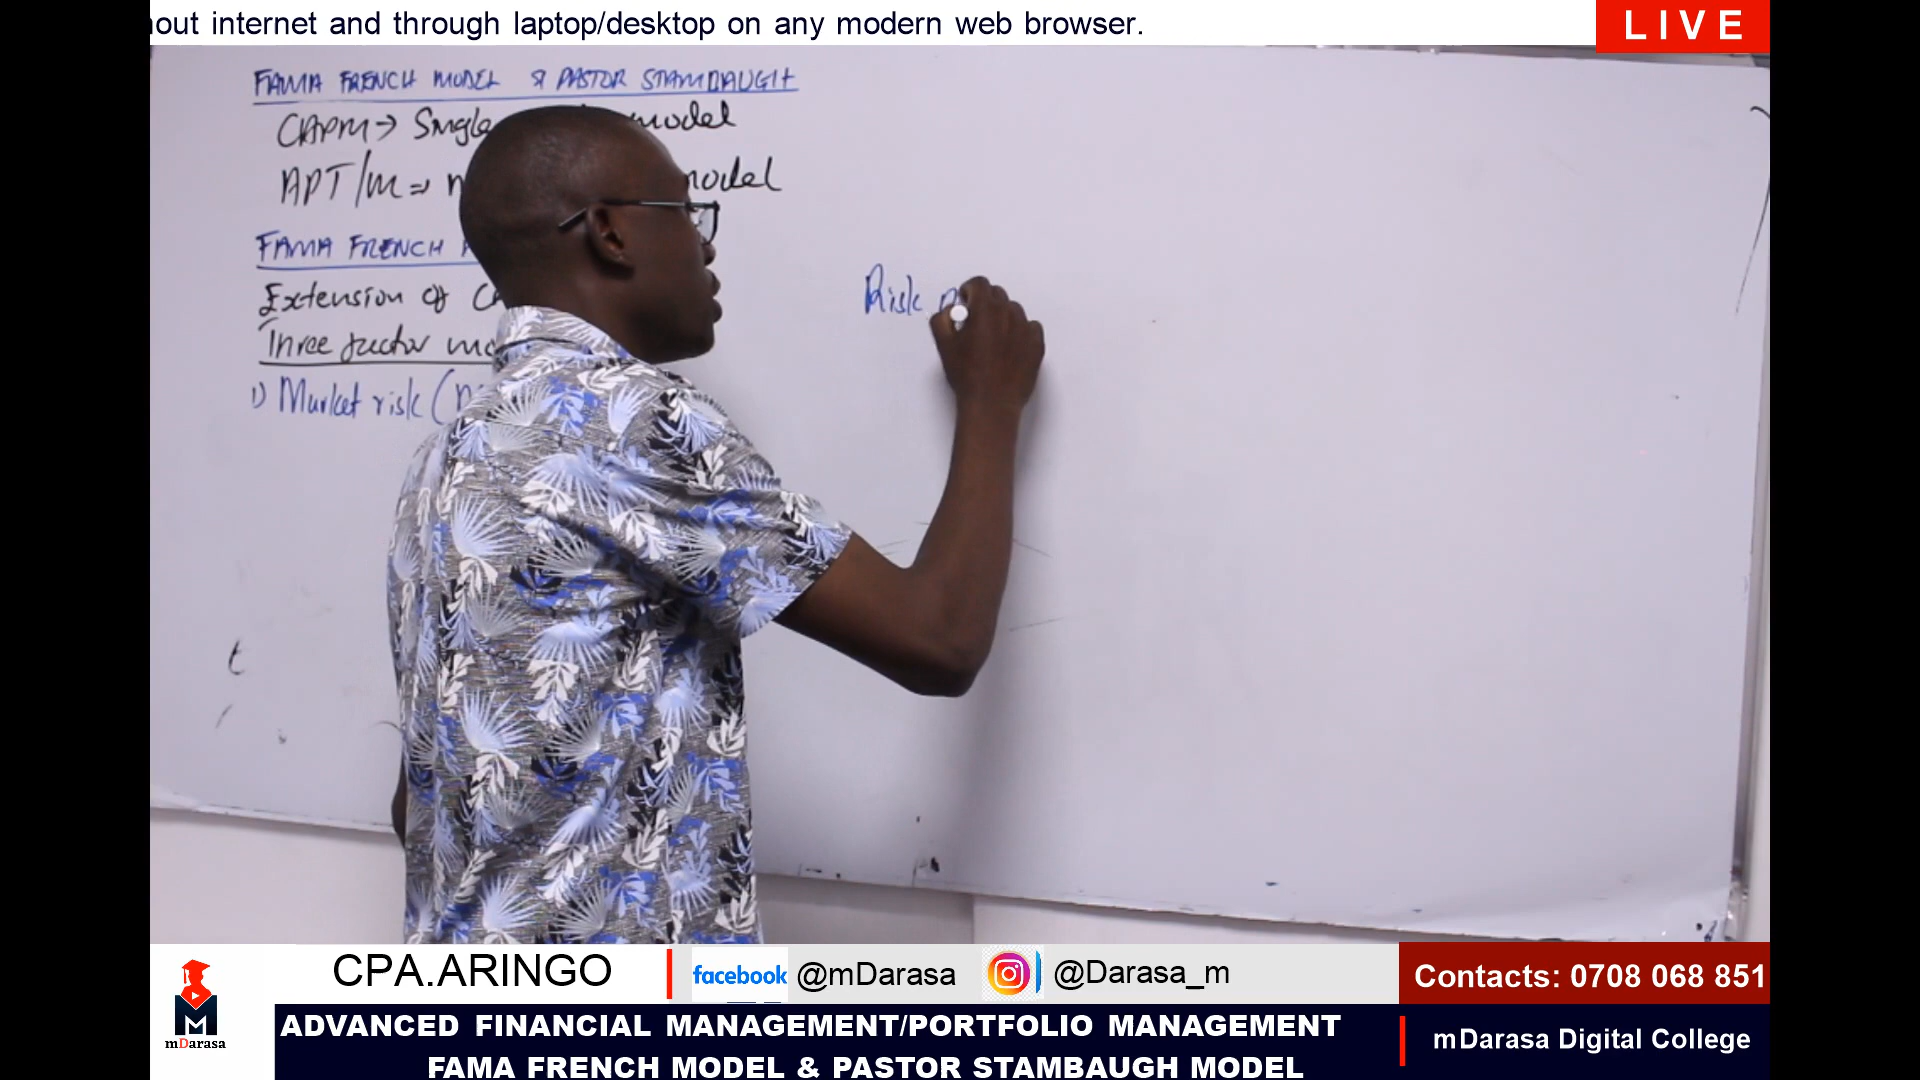 hout internet and through laptop/desktop on any modern web browser.
LIVE
FAMA FRENCH MODEL & PASTOR STAMBAUGH
CAPM → Single model
APT/M ⇒ model
FAMA FRENCH
Extension of
Three factor
1) Market risk (
Risk
CPA.ARINGO
facebook @mDarasa
@Darasa_m
Contacts: 0708 068 851
mDarasa
ADVANCED FINANCIAL MANAGEMENT/PORTFOLIO MANAGEMENT
FAMA FRENCH MODEL & PASTOR STAMBAUGH MODEL
mDarasa Digital College